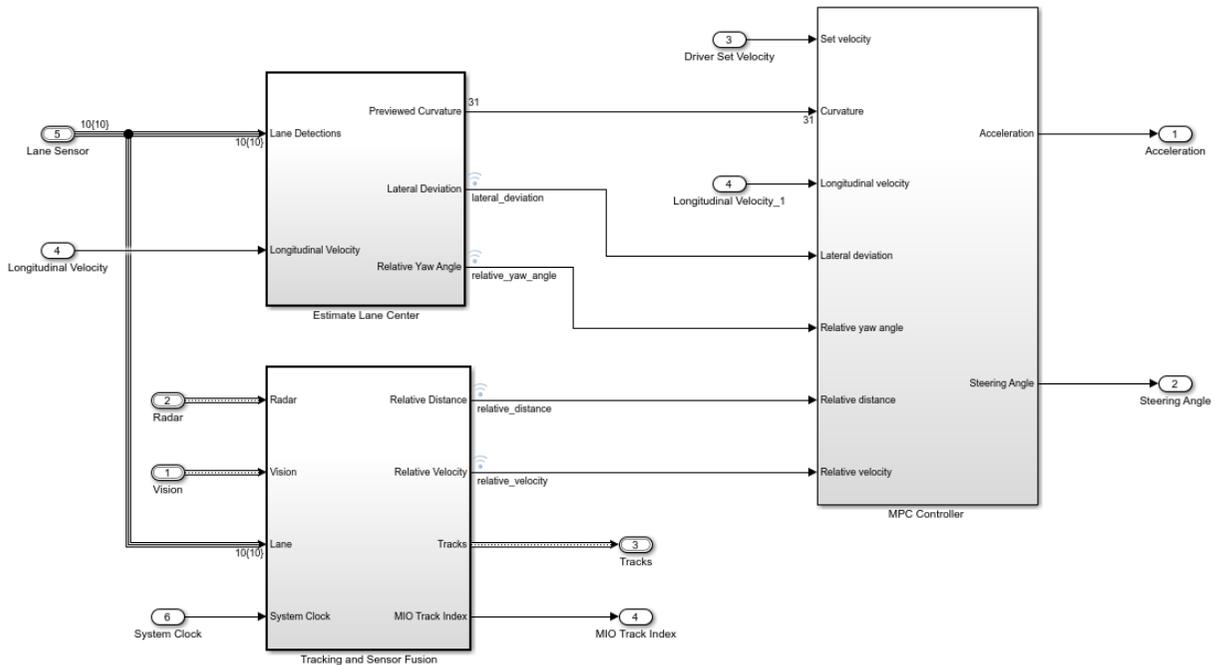 3
Driver Set Velocity
Set velocity
31
Previewed Curvature
Curvature
31
10{10}
5
Lane Sensor
Lane Detections
10{10}
Acceleration
1
Acceleration
Lateral Deviation
lateral_deviation
4
Longitudinal Velocity_1
Longitudinal velocity
4
Longitudinal Velocity
Longitudinal Velocity
Lateral deviation
Relative Yaw Angle
relative_yaw_angle
Estimate Lane Center
Relative yaw angle
Steering Angle
2
Steering Angle
2
Radar
Radar
Relative Distance
relative_distance
Relative distance
1
Vision
Vision
Relative Velocity
relative_velocity
Relative velocity
MPC Controller
Lane
10{10}
Tracks
3
Tracks
6
System Clock
System Clock
MIO Track Index
4
MIO Track Index
Tracking and Sensor Fusion